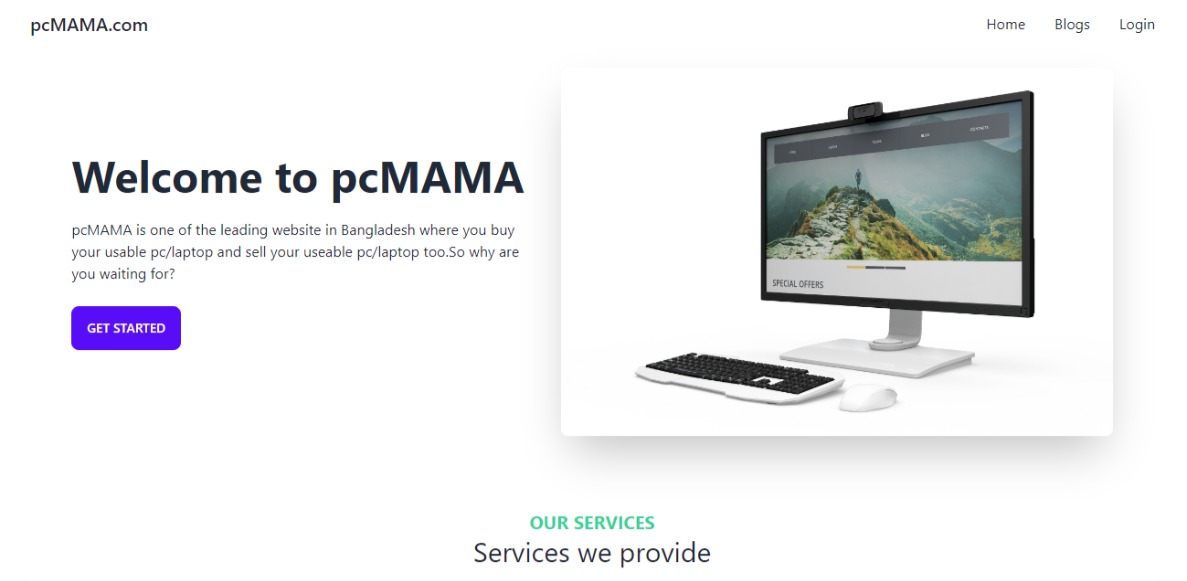 pcMAMA.com
Home Blogs Login
Welcome to pcMAMA
pcMAMA is one of the leading website in Bangladesh where you buy
your usable pc/laptop and sell your useable pc/laptop too.So why are
you waiting for?
GET STARTED
BLOG
SPECIAL OFFERS
OUR SERVICES
Services we provide